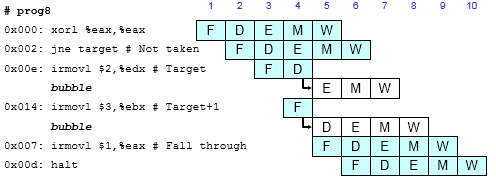 # prog8 1 2 3 4 5 6 7 8 9 10
0x000: xorl %eax,%eax F D E M W
0x002: jne target # Not taken F D E M W
0x00e: irmovl $2,%edx # Target F D
bubble E M W
0x014: irmovl $3,%ebx # Target+1 F
bubble D E M W
0x007: irmovl $1,%eax # Fall through F D E M W
0x00d: halt F D E M W